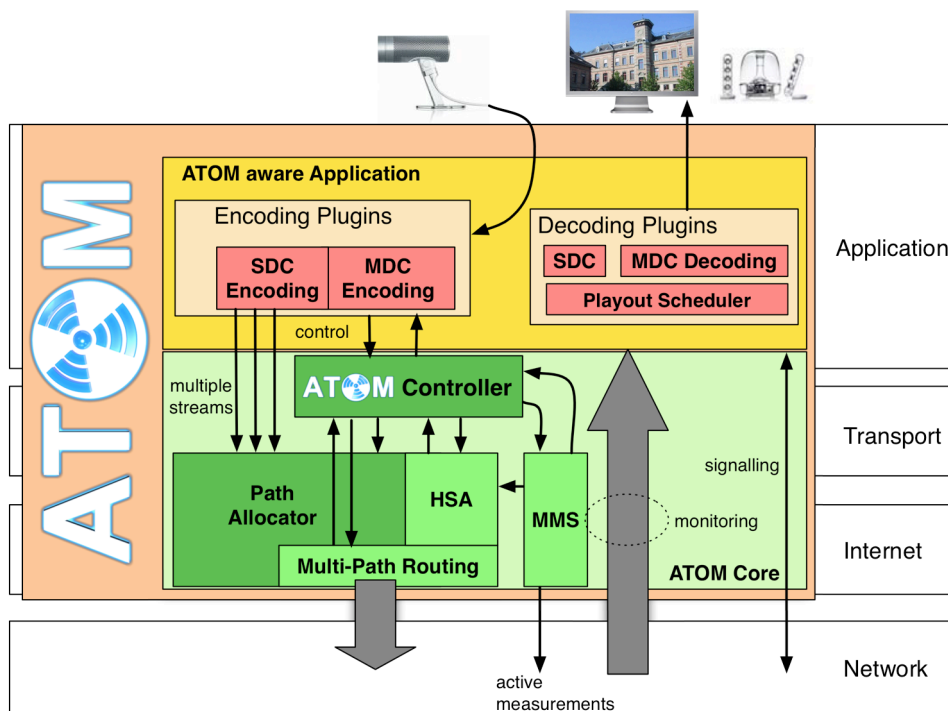 ATOM
ATOM aware Application
Encoding Plugins
SDC
Encoding
MDC
Encoding
Decoding Plugins
SDC
MDC Decoding
Playout Scheduler
Application
control
multiple
streams
ATOM Controller
Transport
signalling
Path
Allocator
HSA
MMS
monitoring
Multi-Path Routing
ATOM Core
Internet
active
measurements
Network